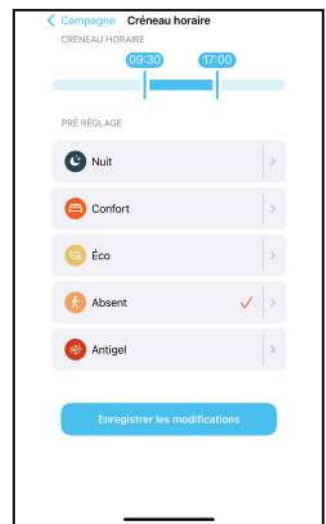 Campagne Créneau horaire
CRÉNEAU HORAIRE
09:30 17:00
PRÉ RÉGLAGE
Nuit
Confort
Éco
Absent
Antigel
Enregistrer les modifications